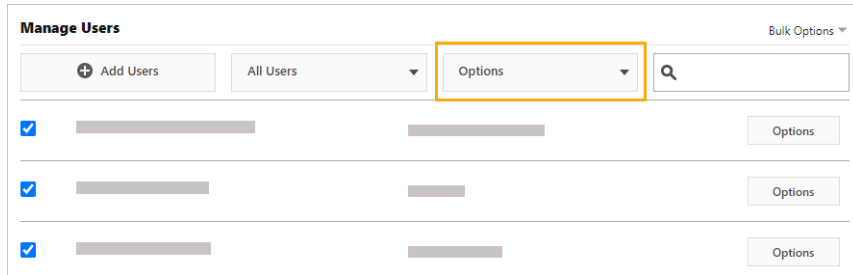 Manage Users
Bulk Options
Add Users
All Users
Options
Options
Options
Options